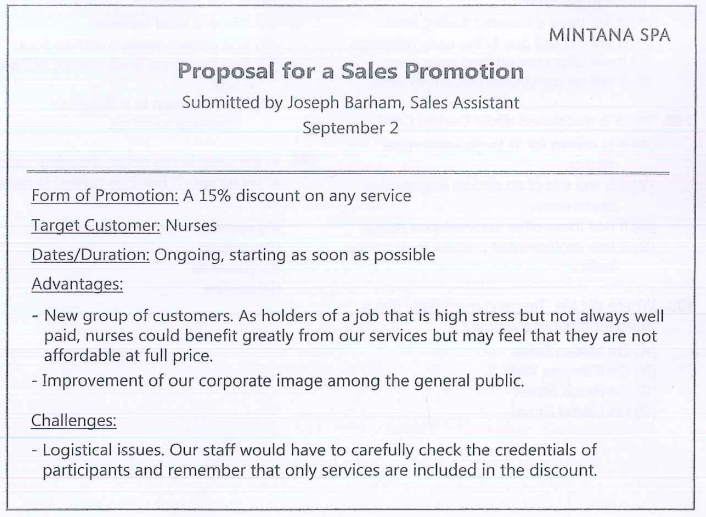 MINTANA SPA
Proposal for a Sales Promotion
Submitted by Joseph Barham, Sales Assistant
September 2
Form of Promotion: A 15% discount on any service
Target Customer: Nurses
Dates/Duration: Ongoing, starting as soon as possible
Advantages:
- New group of customers. As holders of a job that is high stress but not always well
paid, nurses could benefit greatly from our services but may feel that they are not
affordable at full price.
- Improvement of our corporate image among the general public.
Challenges:
- Logistical issues. Our staff would have to carefully check the credentials of
participants and remember that only services are included in the discount.